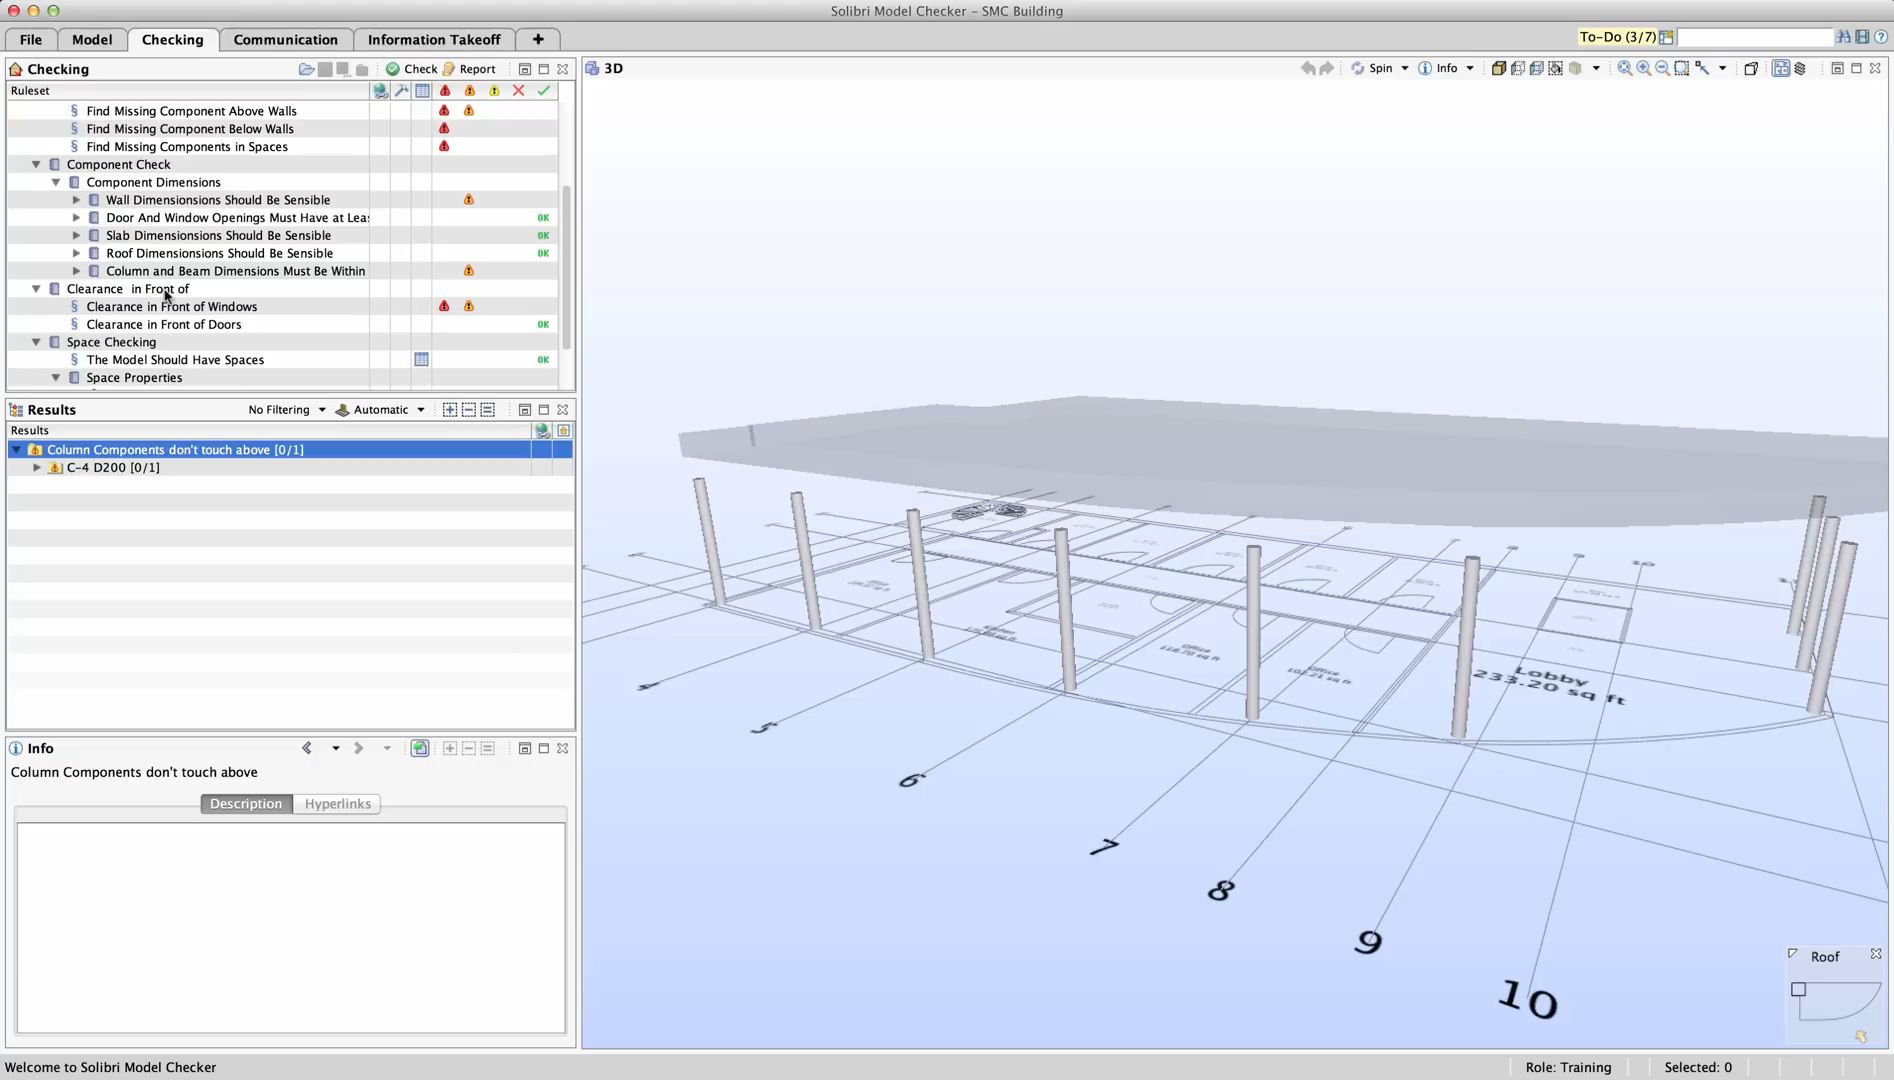 Solibri Model Checker - SMC Building
File
Model
Checking
Communication
Information Takeoff
+
To-Do (3/7)
Checking
Check
Report
3D
Spin
Info
Ruleset
Find Missing Component Above Walls
Find Missing Component Below Walls
Find Missing Components in Spaces
Component Check
Component Dimensions
Wall Dimensionsions Should Be Sensible
Door And Window Openings Must Have at Leas
OK
Slab Dimensionsions Should Be Sensible
OK
Roof Dimensionsions Should Be Sensible
OK
Column and Beam Dimensions Must Be Within
Clearance  in Front of
Clearance in Front of Windows
Clearance in Front of Doors
OK
Space Checking
The Model Should Have Spaces
OK
Space Properties
Results
No Filtering
Automatic
Results
Column Components don't touch above [0/1]
C-4 D200 [0/1]
Info
Column Components don't touch above
Description
Hyperlinks
Office
Office
Lobby
233.20 sq ft
5
6
7
8
9
10
10
Roof
Welcome to Solibri Model Checker
Role: Training
Selected: 0